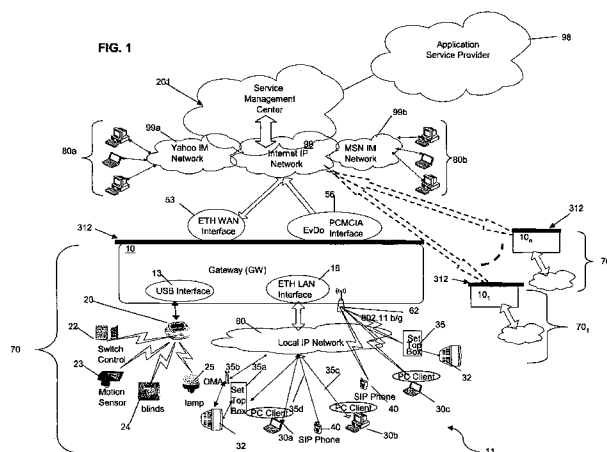 FIG. 1
Application
Service Provider
98
201
Service
Management
Center
99a
99
99b
80a
Yahoo IM
Network
Internet IP
Network
MSN IM
Network
80b
53
56
ETH WAN
Interface
EvDo PCMCIA
Interface
312
312
10
10n
Gateway (GW)
13
USB Interface
ETH LAN
Interface
16
312
101
70
20
60
62
802.11 b/g
701
22
Switch
Control
Local IP Network
35
Set
Top
Box
70
23
Motion
Sensor
25
OMA
35b
35a
35c
32
24
blinds
lamp
Set
Top
Box
PC Client
35d
SIP Phone
40
PC Client
30c
32
30a
SIP Phone
40
PC Client
30b
11